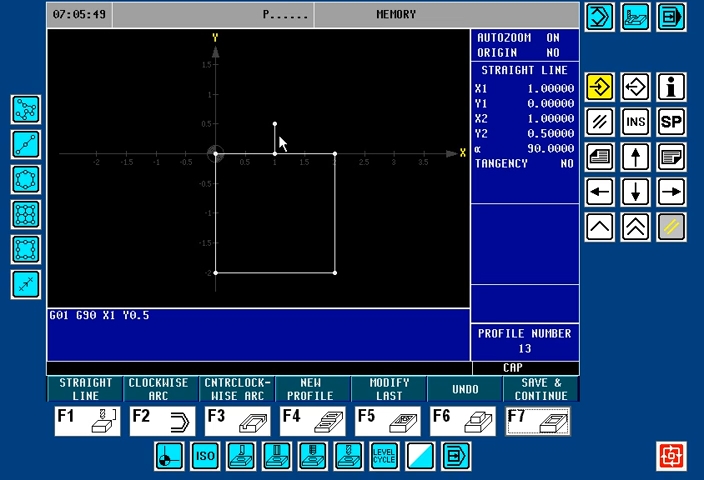 07:05:49 P...... MEMORY
AUTOZOOM ON
ORIGIN NO
STRAIGHT LINE
X1 1.00000
Y1 0.00000
X2 1.00000
Y2 0.50000
α 90.0000
TANGENCY NO
Y
1.5
1
0.5
-2 -1.5 -1 -0.5 0 0.5 1 1.5 2 2.5 3 3.5 X
-0.5
-1
-1.5
-2
G01 G90 X1 Y0.5
PROFILE NUMBER
13
CAP
STRAIGHT LINE
CLOCKWISE ARC
CNTRCLOCK-WISE ARC
NEW PROFILE
MODIFY LAST
UNDO
SAVE & CONTINUE
F1 F2 F3 F4 F5 F6 F7
ISO
LEVEL CYCLE
i
INS
SP